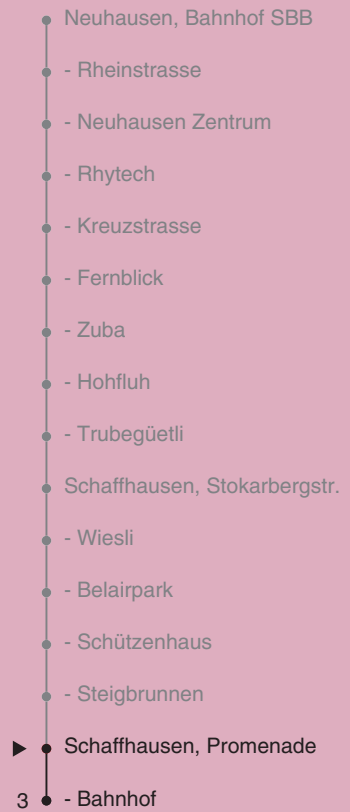 Neuhausen, Bahnhof SBB
- Rheinstrasse
- Neuhausen Zentrum
- Rhytech
- Kreuzstrasse
- Fernblick
- Zuba
- Hohfluh
- Trubegüetli
Schaffhausen, Stokarbergstr.
- Wiesli
- Belairpark
- Schützenhaus
- Steigbrunnen
Schaffhausen, Promenade
3 - Bahnhof